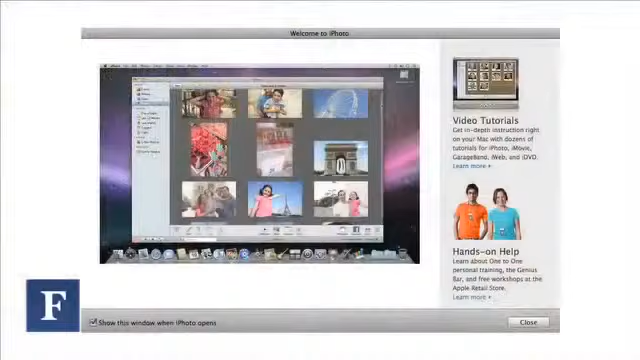 Welcome to iPhoto
Video Tutorials
Get in-depth instruction right
on your Mac with dozens of
tutorials for iPhoto, iMovie,
GarageBand, iWeb, and iDVD.
Learn more
Hands-on Help
Learn about One to One
personal training, the Genius
Bar, and free workshops at the
Apple Retail Store.
Learn more
F
Show this window when iPhoto opens
Close